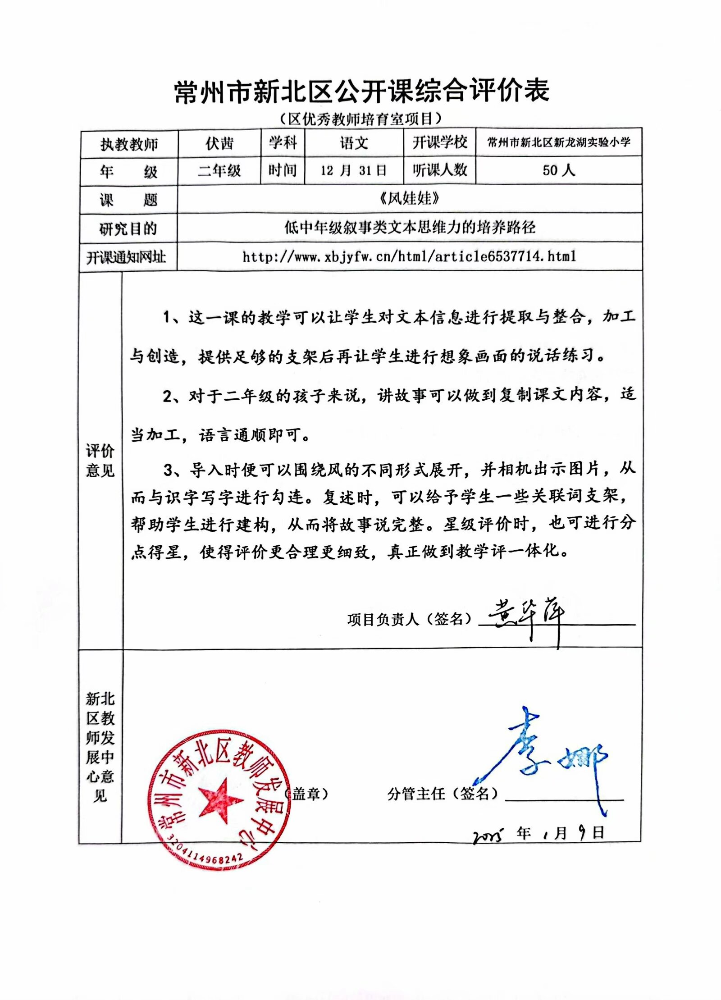 常州市新北区公开课综合评价表
（区优秀教师培育室项目）
执教教师 伏茜 学科 语文 开课学校 常州市新北区新龙湖实验小学
年 级 二年级 时间 12 月 31日 听课人数 50 人
课 题 《风娃娃》
研究目的 低中年级叙事类文本思维力的培养路径
开课通知网址 http://www.xbjyfw.cn/html/article6537714.html
评价
意见
1、这一课的教学可以让学生对文本信息进行提取与整合，加工
与创造，提供足够的支架后再让学生进行想象画面的说话练习。
2、对于二年级的孩子来说，讲故事可以做到复制课文内容，适
当加工，语言通顺即可。
3、导入时便可以围绕风的不同形式展开，并相机出示图片，从
而与识字写字进行勾连。复述时，可以给予学生一些关联词支架，
帮助学生进行建构，从而将故事说完整。星级评价时，也可进行分
点得星，使得评价更合理更细致，真正做到教学评一体化。
项目负责人（签名） 黄华萍
新北
区教
师发
展中
心意
见
常州市新北区教师发展中心
3204114968242
（盖章） 分管主任（签名） 李娜
2025 年 1 月 9 日